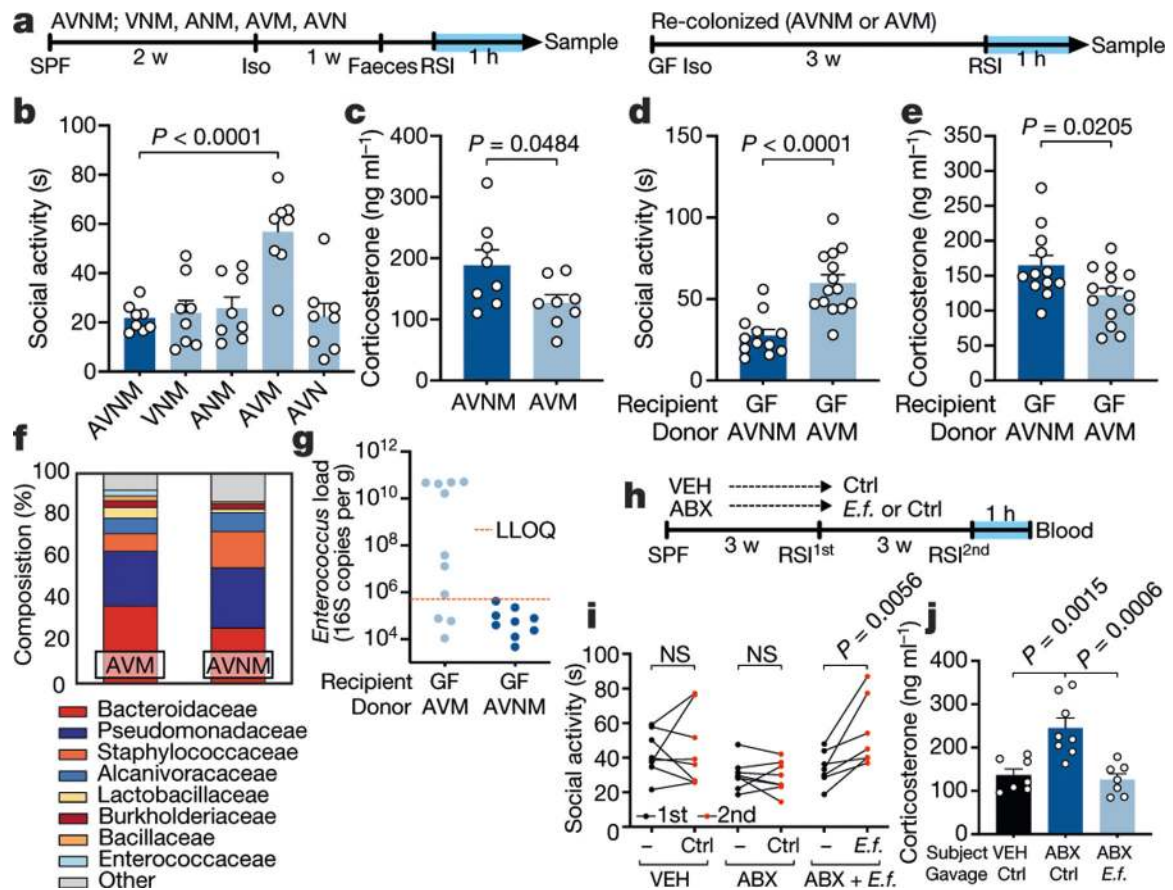 a
AVNM; VNM, ANM, AVM, AVN
SPF 2 w Iso 1 w Faeces RSI 1 h Sample
Re-colonized (AVNM or AVM)
GF Iso 3 w RSI 1 h Sample
b
Social activity (s)
100
80
60
40
20
0
P < 0.0001
AVNM VNM ANM AVM AVN
c
Corticosterone (ng ml⁻¹)
400
300
200
100
0
P = 0.0484
AVNM AVM
d
Social activity (s)
150
100
50
0
P < 0.0001
Recipient GF GF
Donor AVNM AVM
e
Corticosterone (ng ml⁻¹)
350
300
250
200
150
100
50
0
P = 0.0205
Recipient GF GF
Donor AVNM AVM
f
Composistion (%)
100
80
60
40
20
0
AVM AVNM
Bacteroidaceae
Pseudomonadaceae
Staphylococcaceae
Alcanivoracaceae
Lactobacillaceae
Burkholderiaceae
Bacillaceae
Enterococcaceae
Other
g
Enterococcus load
(16S copies per g)
10¹²
10¹⁰
10⁸
10⁶
10⁴
LLOQ
Recipient GF GF
Donor AVM AVNM
h
VEH Ctrl
ABX E.f. or Ctrl
SPF 3 w RSI¹ˢᵗ 3 w RSI²ⁿᵈ 1 h Blood
i
Social activity (s)
100
80
60
40
20
0
NS NS P = 0.0056
1st 2nd
– Ctrl – Ctrl – E.f.
VEH ABX ABX + E.f.
j
Corticosterone (ng ml⁻¹)
400
300
200
100
0
P = 0.0015
P = 0.0006
Subject VEH ABX ABX
Gavage Ctrl Ctrl E.f.